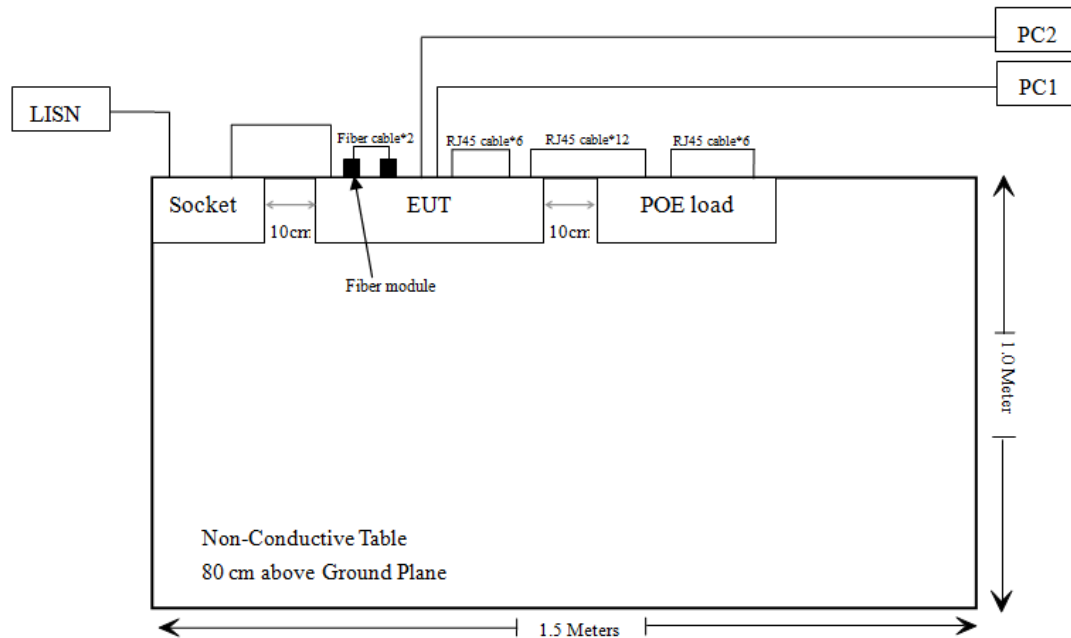 PC2
PC1
LISN
Fiber cable*2
RJ45 cable*6
RJ45 cable*12
RJ45 cable*6
Socket
EUT
POE load
10cm
10cm
Fiber module
1.0 Meter
Non-Conductive Table
80 cm above Ground Plane
1.5 Meters